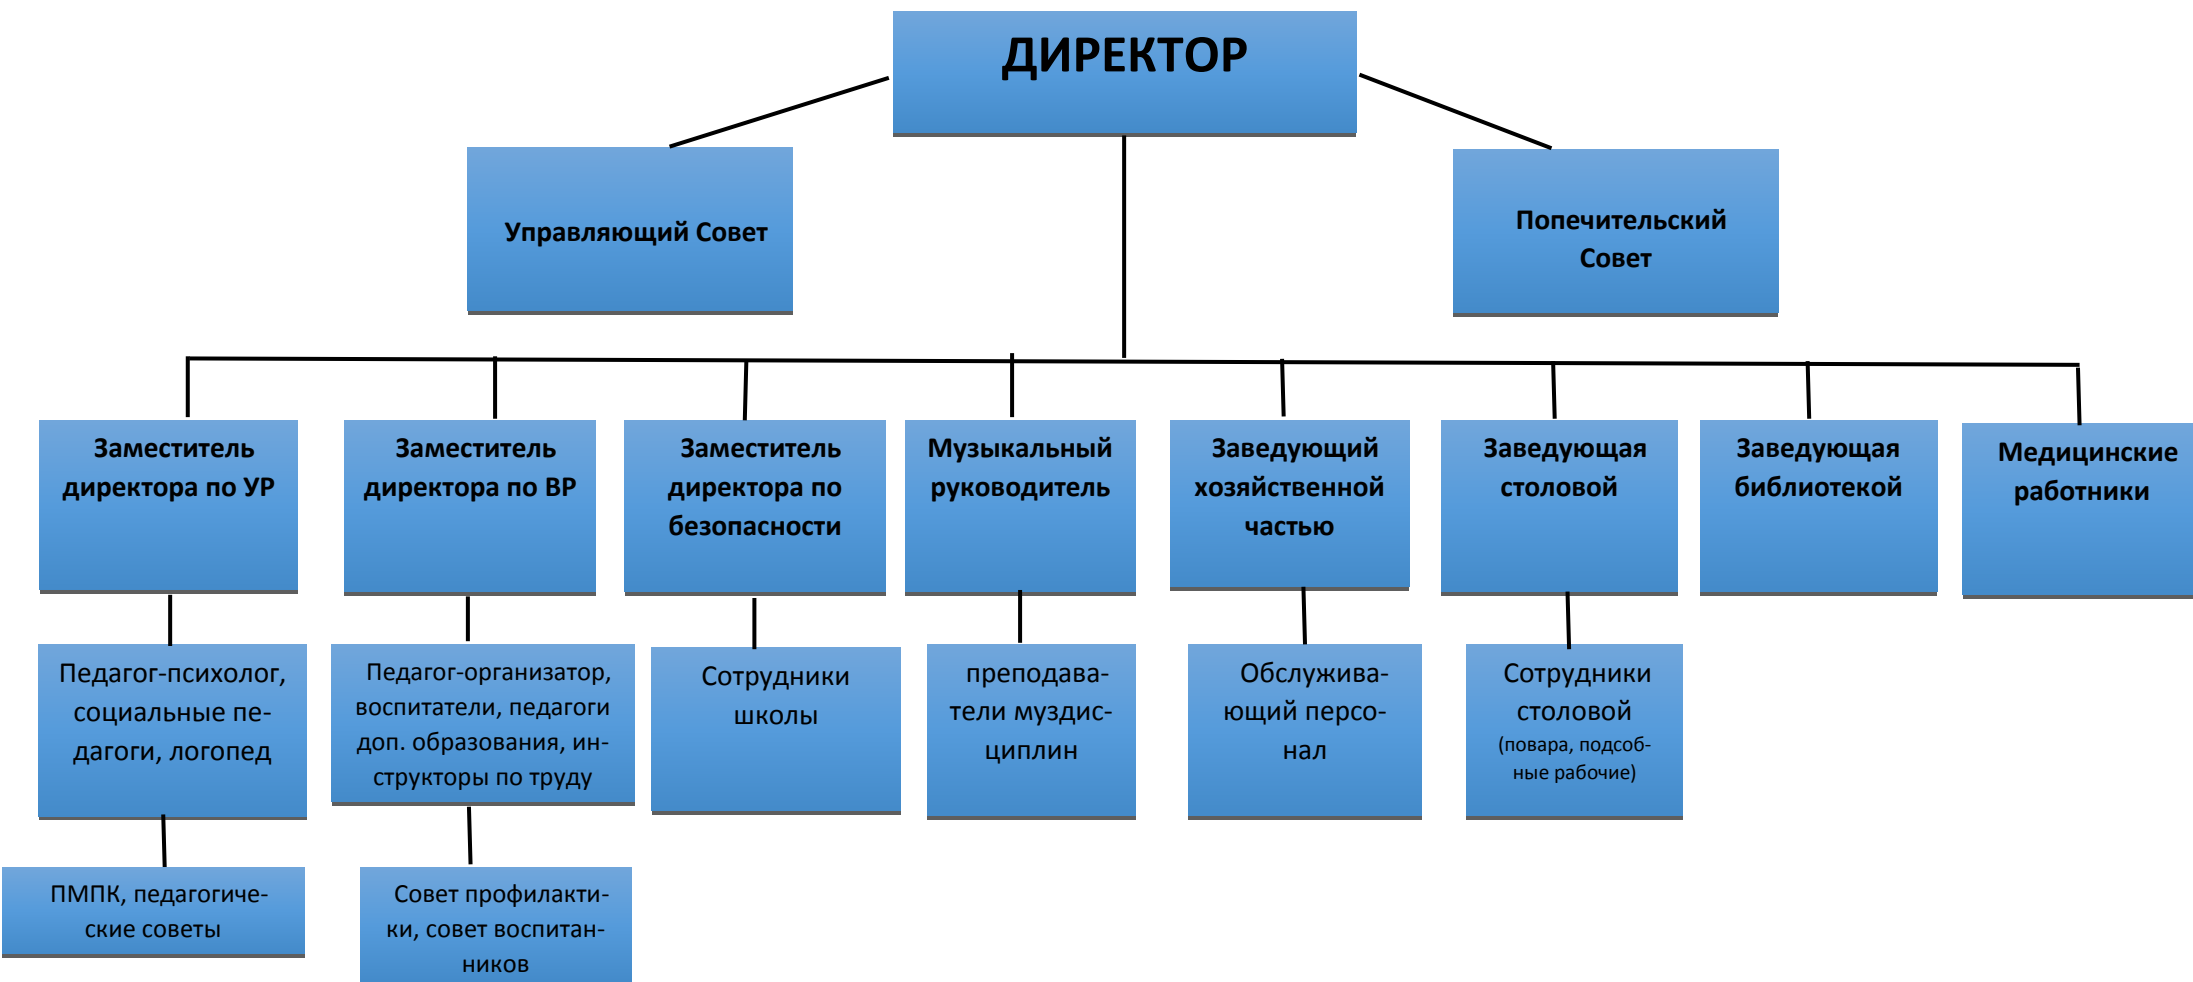 ДИРЕКТОР
Управляющий Совет
Попечительский
Совет
Заместитель
директора по УР
Заместитель
директора по ВР
Заместитель
директора по
безопасности
Музыкальный
руководитель
Заведующий
хозяйственной
частью
Заведующая
столовой
Заведующая
библиотекой
Медицинские
работники
Педагог-психолог,
социальные пе-
дагоги, логопед
Педагог-организатор,
воспитатели, педагоги
доп. образования, ин-
структоры по труду
Сотрудники
школы
преподава-
тели муздис-
циплин
Обслужива-
ющий персо-
нал
Сотрудники
столовой
(повара, подсоб-
ные рабочие)
ПМПК, педагогиче-
ские советы
Совет профилакти-
ки, совет воспитан-
ников